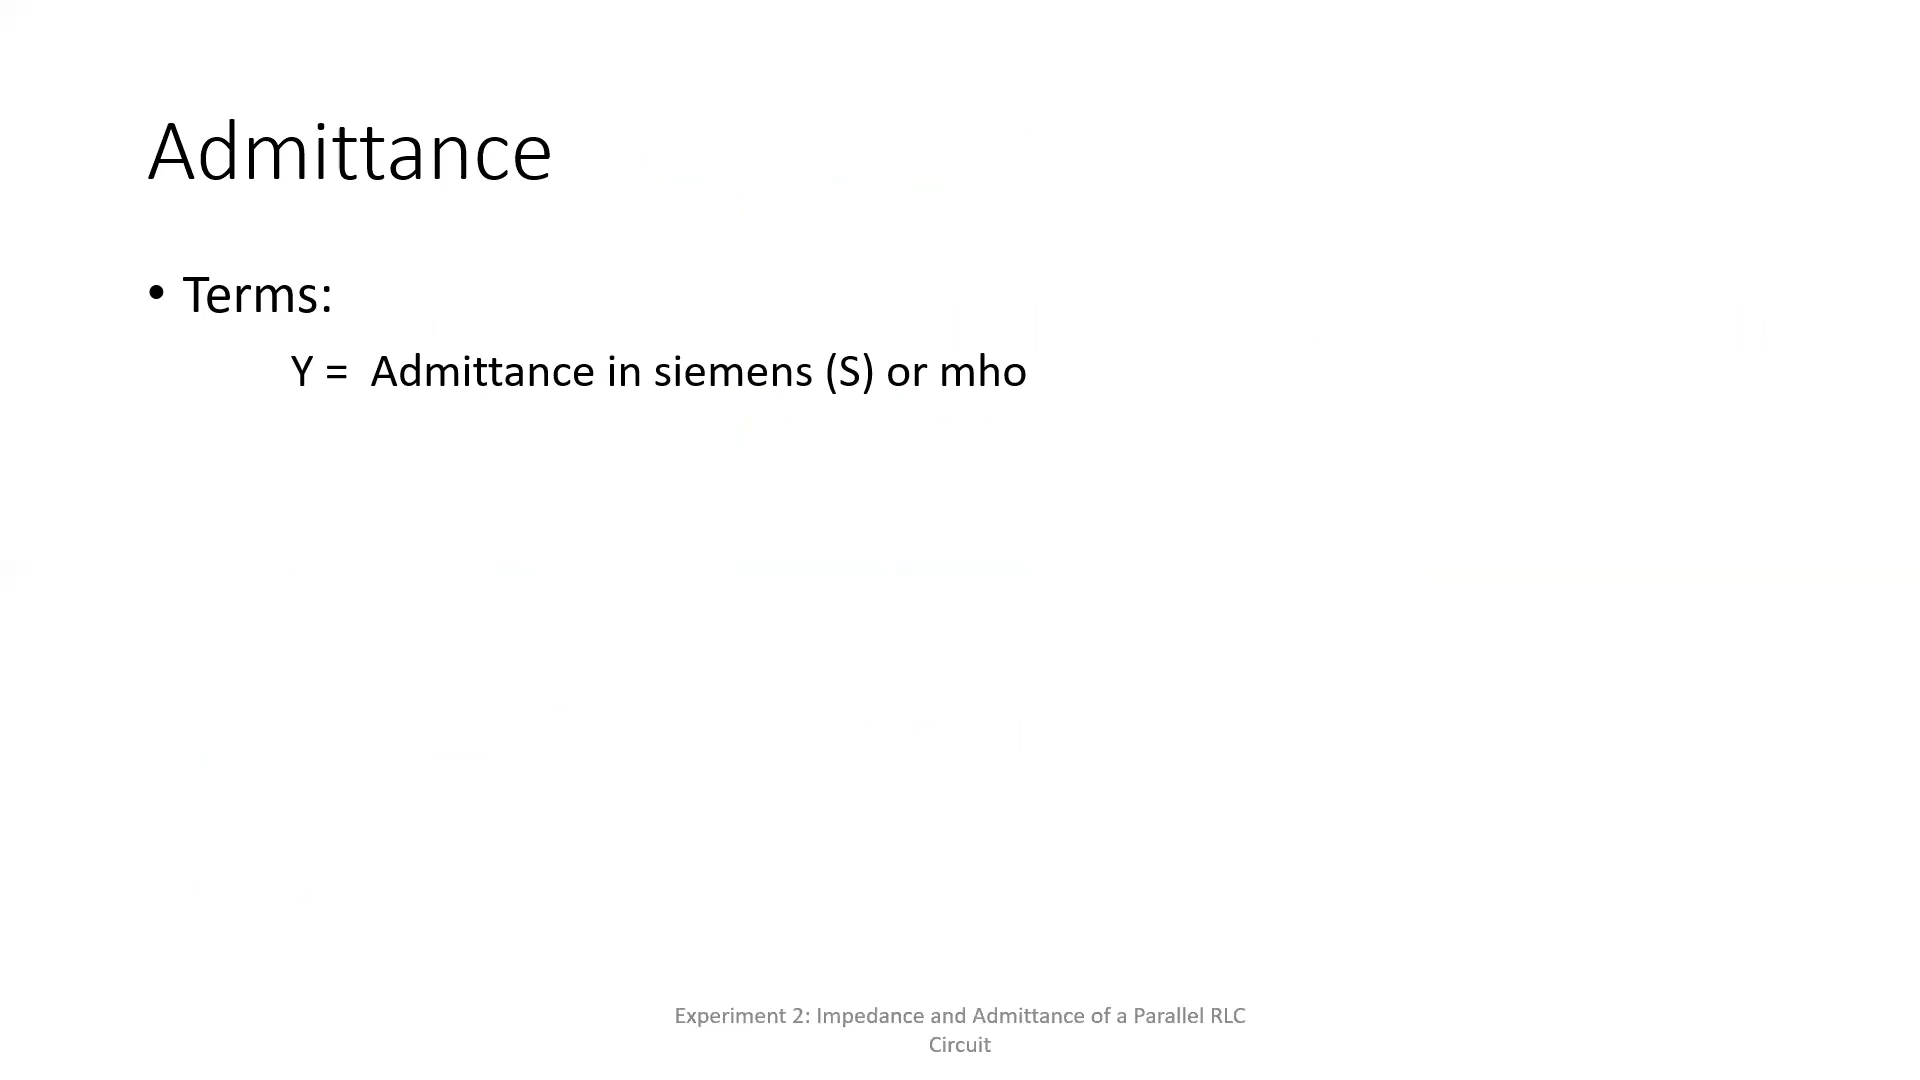 Admittance
• Terms:
Y = Admittance in siemens (S) or mho
Experiment 2: Impedance and Admittance of a Parallel RLC
Circuit